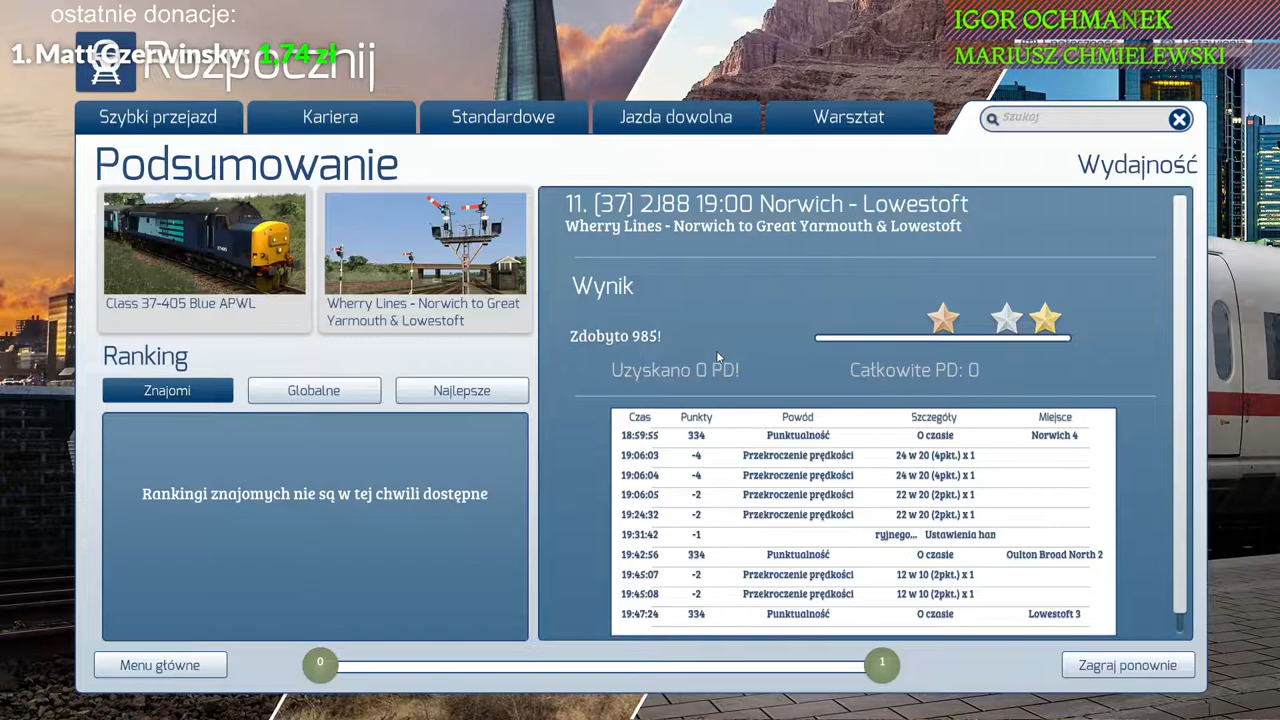 ostatnie donacje:
1. Matt Czerwinsky: 1,74 zł
Rozpocznij
IGOR OCHMANEK
MARIUSZ CHMIELEWSKI
Szybki przejazd
Kariera
Standardowe
Jazda dowolna
Warsztat
Szukaj
Podsumowanie
Wydajność
Class 37-405 Blue APWL
Wherry Lines - Norwich to Great
Yarmouth & Lowestoft
Ranking
Znajomi
Globalne
Najlepsze
Rankingi znajomych nie są w tej chwili dostępne
11. [37] 2J88 19:00 Norwich - Lowestoft
Wherry Lines - Norwich to Great Yarmouth & Lowestoft
Wynik
Zdobyto 985!
Uzyskano 0 PD!
Całkowite PD: 0
Czas Punkty Powód Szczegóły Miejsce
18:59:55 334 Punktualność O czasie Norwich 4
19:06:03 -4 Przekroczenie prędkości 24 w 20 (4pkt.) x 1
19:06:04 -4 Przekroczenie prędkości 24 w 20 (4pkt.) x 1
19:06:05 -2 Przekroczenie prędkości 22 w 20 (2pkt.) x 1
19:24:32 -2 Przekroczenie prędkości 22 w 20 (2pkt.) x 1
19:31:42 -1 ryjnego... Ustawienia han
19:42:56 334 Punktualność O czasie Oulton Broad North 2
19:45:07 -2 Przekroczenie prędkości 12 w 10 (2pkt.) x 1
19:45:08 -2 Przekroczenie prędkości 12 w 10 (2pkt.) x 1
19:47:24 334 Punktualność O czasie Lowestoft 3
Menu główne
0
1
Zagraj ponownie